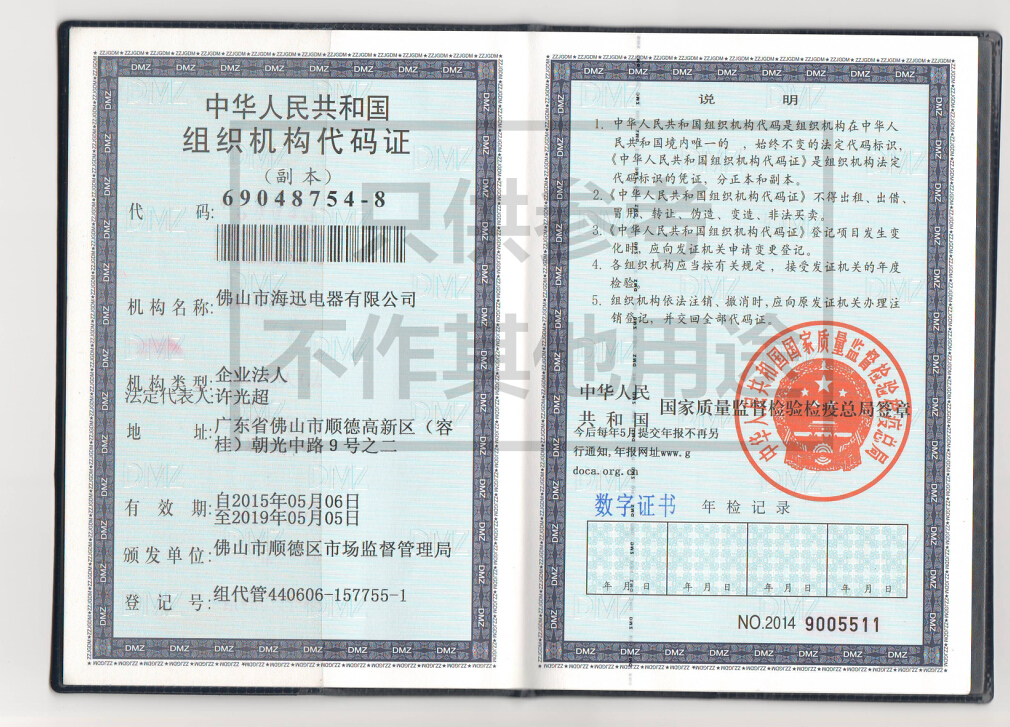 中华人民共和国
组织机构代码证
(副本)
代 码: 69048754-8
机构名称: 佛山市海迅电器有限公司
机构类型: 企业法人
法定代表人 许光超
地 址: 广东省佛山市顺德高新区（容
桂）朝光中路9号之二
有 效 期: 自2015年05月06日
至2019年05月05日
颁发单位: 佛山市顺德区市场监督管理局
登 记 号: 组代管440606-157755-1
说 明
1. 中华人民共和国组织机构代码是组织机构在中华人
民共和国境内唯一的 ，始终不变的法定代码标识，
《中华人民共和国组织机构代码证》是组织机构法定
代码标识的凭证，分正本和副本。
2.《中华人民共和国组织机构代码证》不得出租、出借、
冒用、转让、伪造、变造、非法买卖。
3.《中华人民共和国组织机构代码证》登记项目发生变
化时，应向发证机关申请变更登记。
4. 各组织机构应当按有关规定，接受发证机关的年度
检验。
5. 组织机构依法注销、撤消时，应向原发证机关办理注
销登记，并交回全部代码证。
中华人民
共和国 国家质量监督检验检疫总局签章
今后每年5月提交年报不再另
行通知,年报网址www.g
doca.org.cn
中华人民共和国国家质量监督检验检疫总局
数字证书 年检记录
年 月 日 年 月 日 年 月 日 年 月 日
NO.2014 9005511
只供参考
不作其他用途